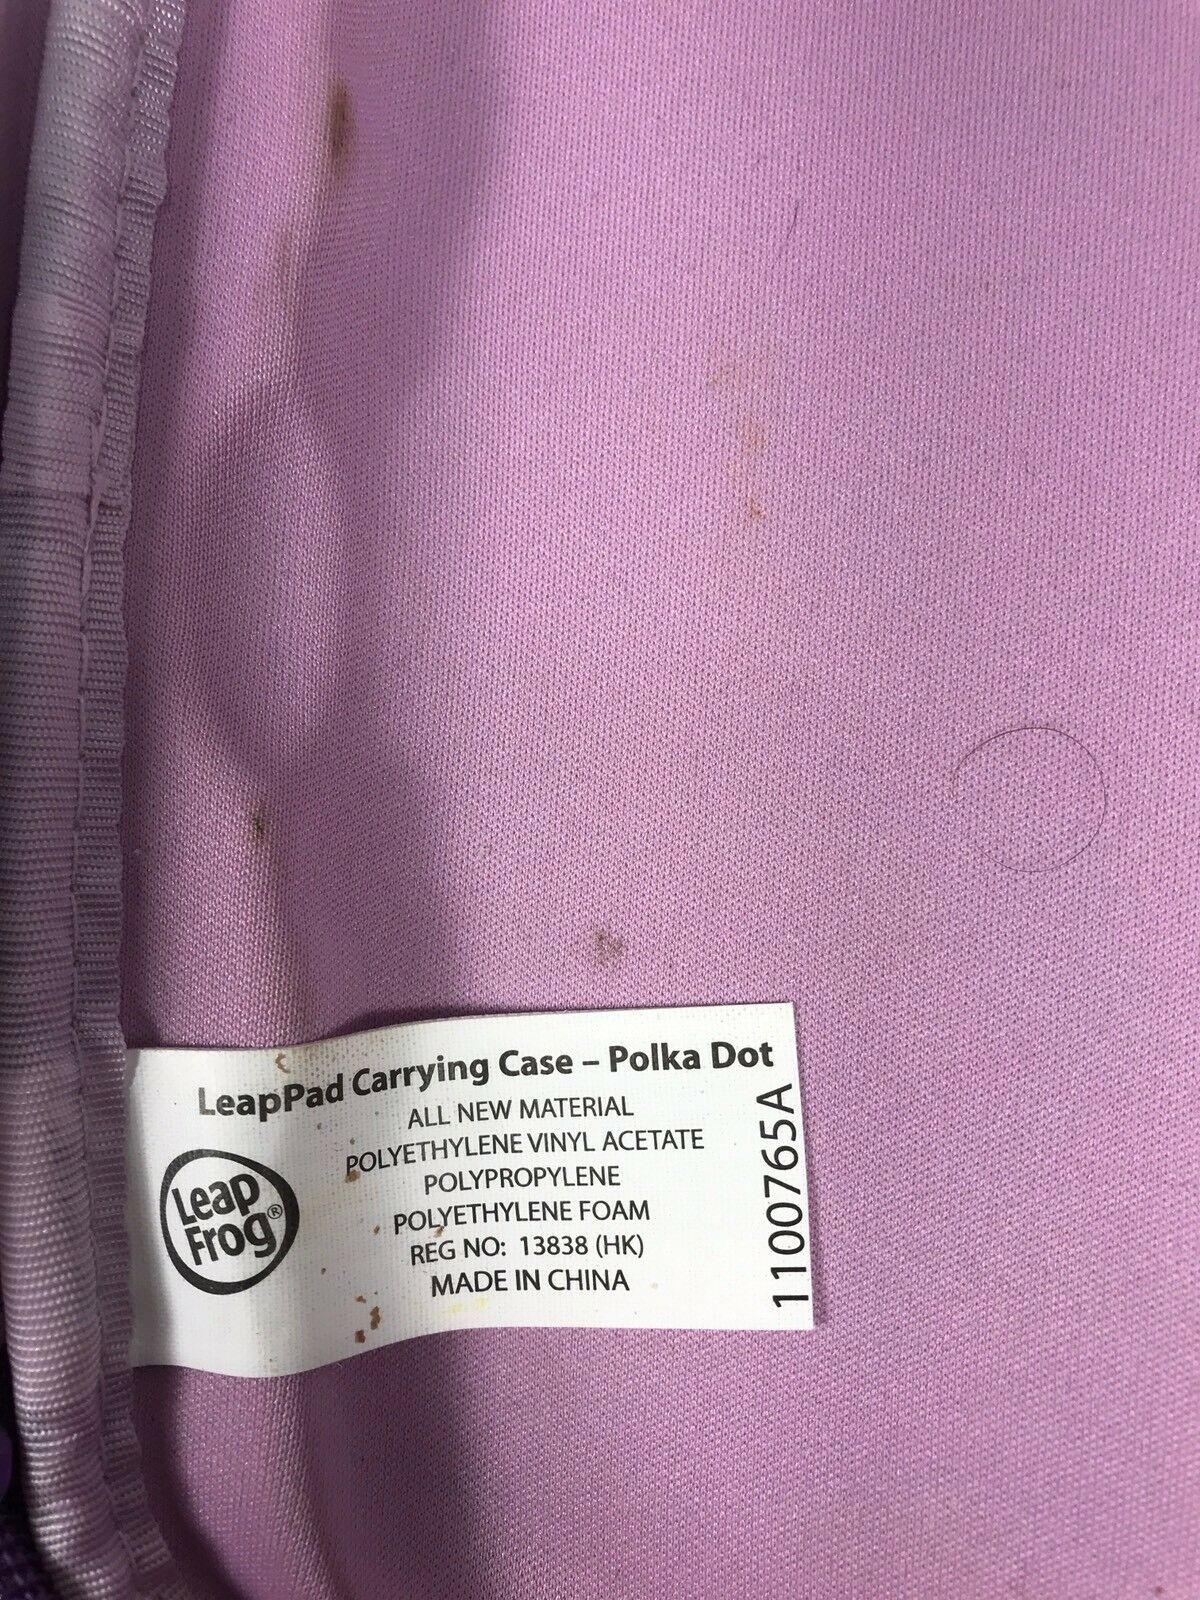 LeapPad Carrying Case – Polka Dot
ALL NEW MATERIAL
POLYETHYLENE VINYL ACETATE
POLYPROPYLENE
POLYETHYLENE FOAM
REG NO: 13838 (HK)
MADE IN CHINA
Leap
Frog®
1100765A